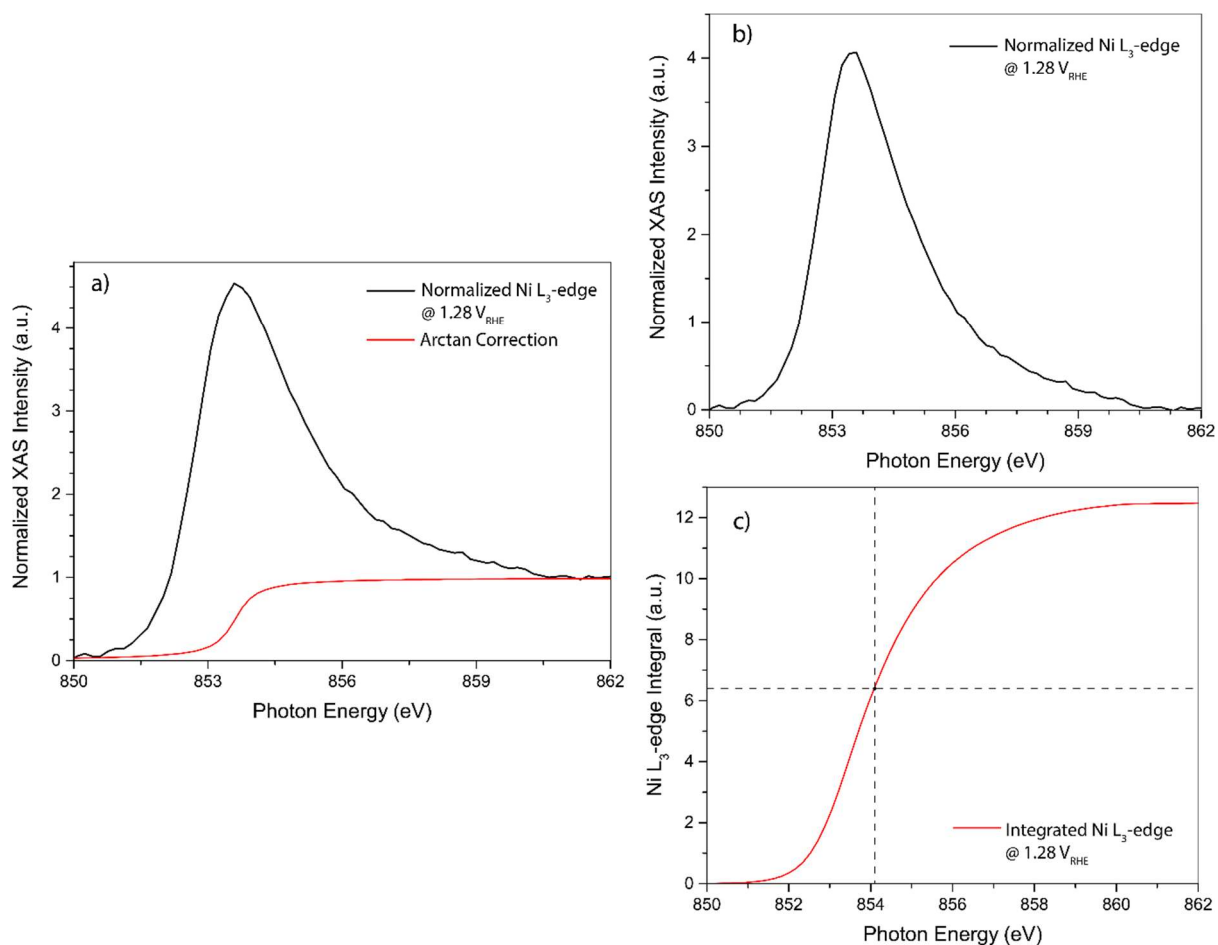 a)
Normalized Ni L3-edge
@ 1.28 VRHE
Arctan Correction
Normalized XAS Intensity (a.u.)
4
3
2
1
0
850 853 856 859 862
Photon Energy (eV)
b)
Normalized Ni L3-edge
@ 1.28 VRHE
Normalized XAS Intensity (a.u.)
4
3
2
1
0
850 853 856 859 862
Photon Energy (eV)
c)
Ni L3-edge Integral (a.u.)
12
10
8
6
4
2
0
Integrated Ni L3-edge
@ 1.28 VRHE
850 852 854 856 858 860 862
Photon Energy (eV)